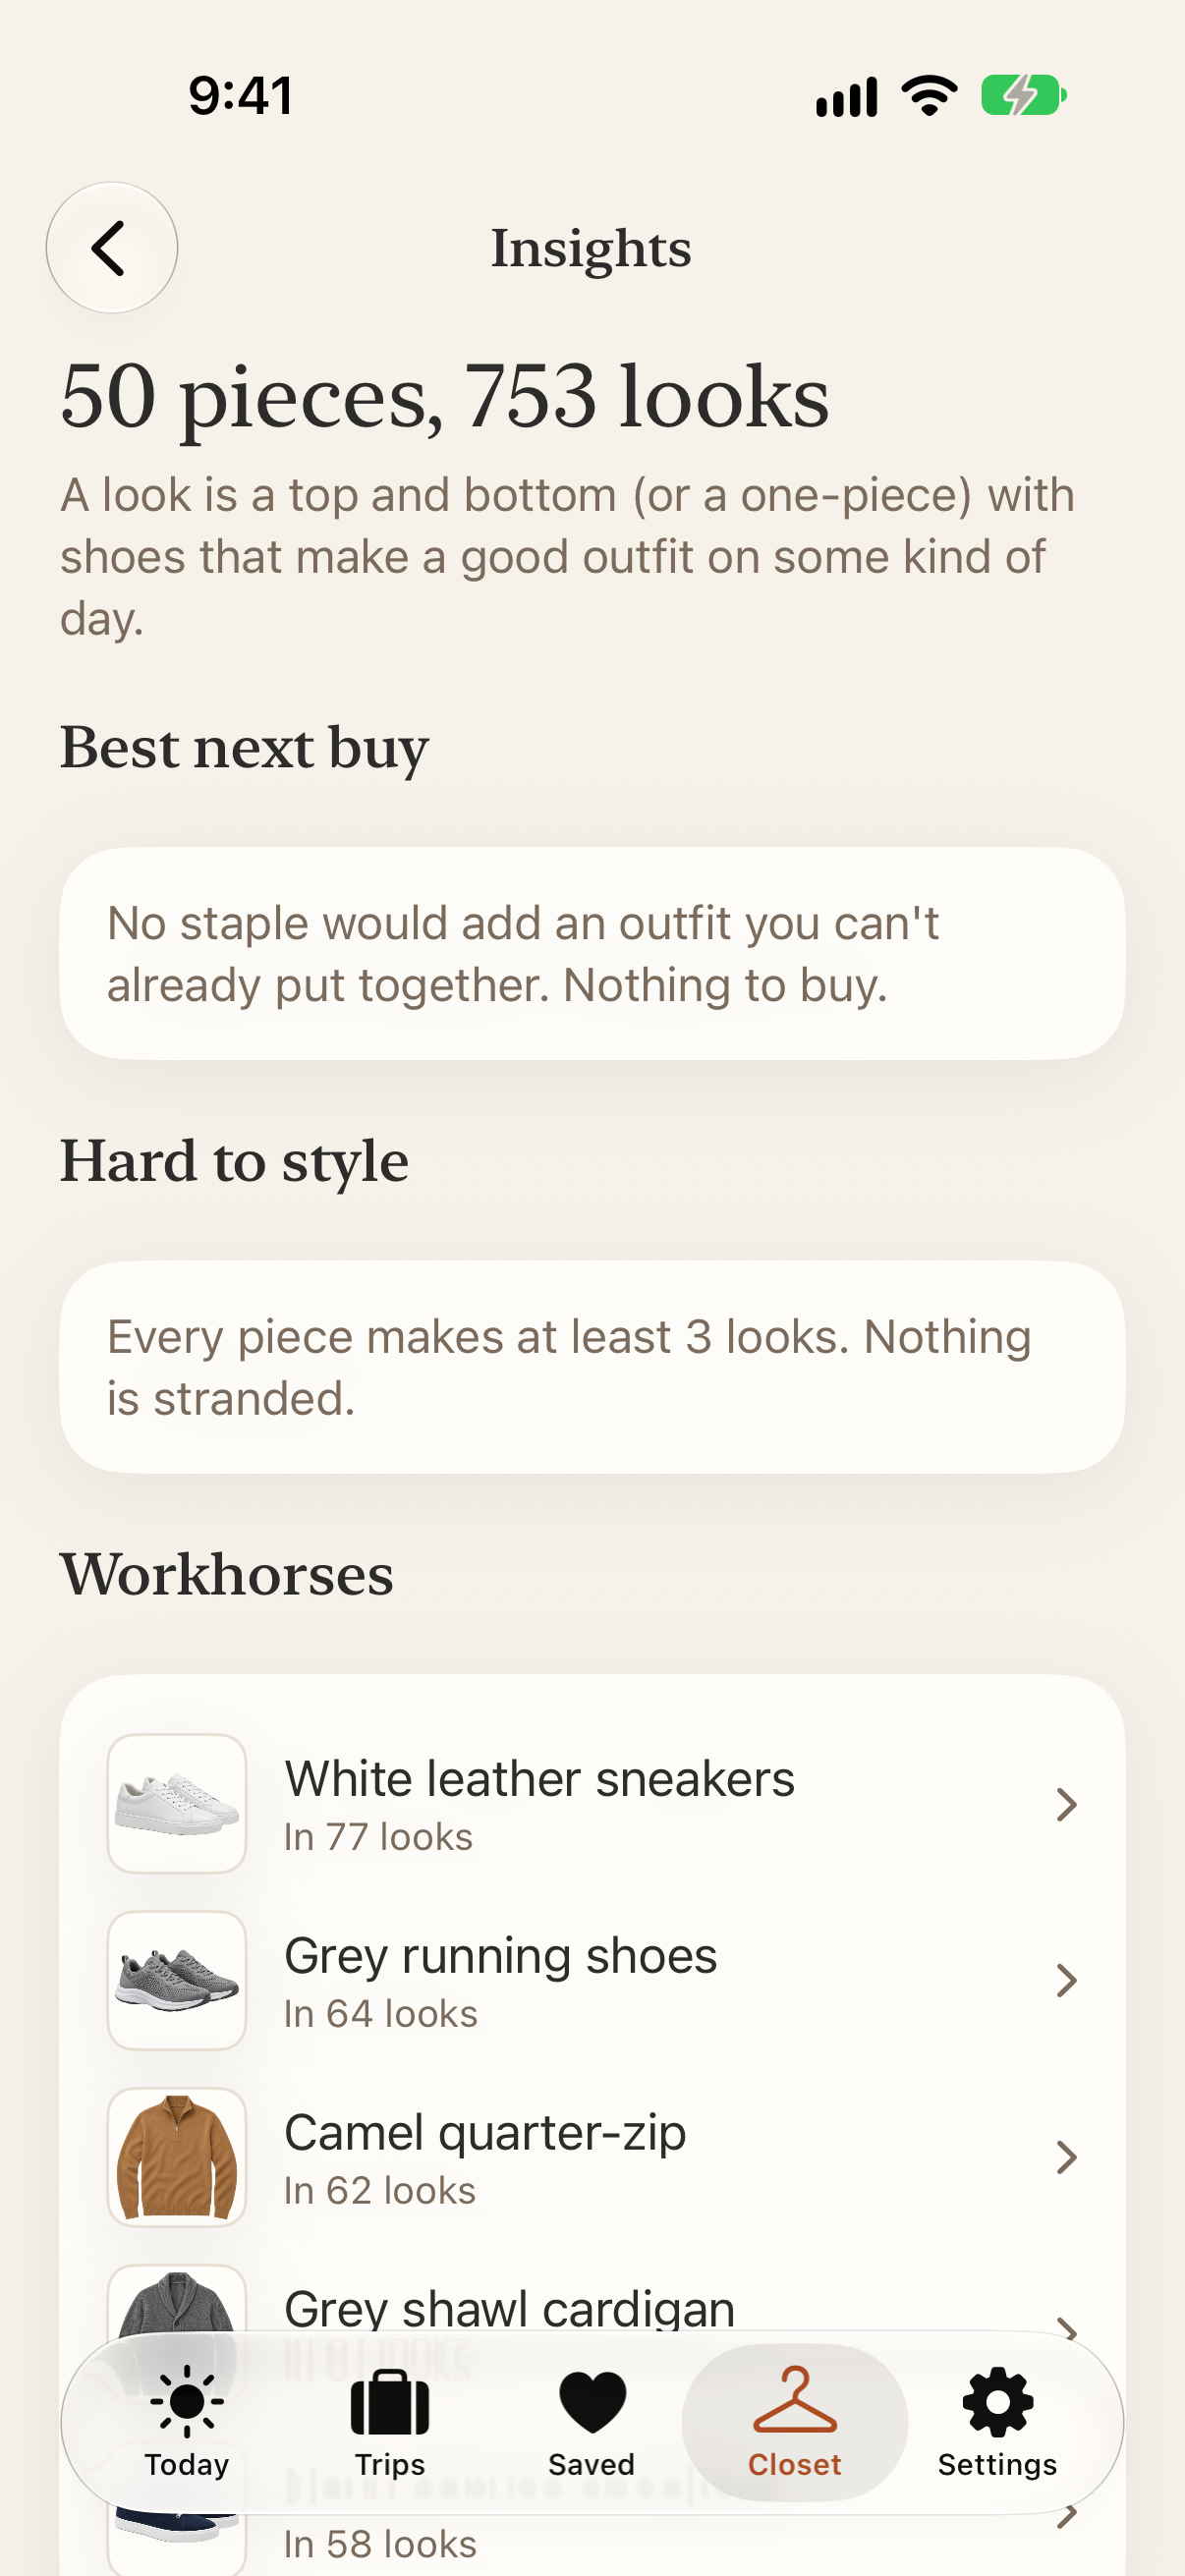 9:41
Insights
50 pieces, 753 looks
A look is a top and bottom (or a one-piece) with
shoes that make a good outfit on some kind of
day.
Best next buy
No staple would add an outfit you can't
already put together. Nothing to buy.
Hard to style
Every piece makes at least 3 looks. Nothing
is stranded.
Workhorses
White leather sneakers
In 77 looks
Grey running shoes
In 64 looks
Camel quarter-zip
In 62 looks
Grey shawl cardigan
Today
Trips
Saved
Closet
Settings
In 58 looks